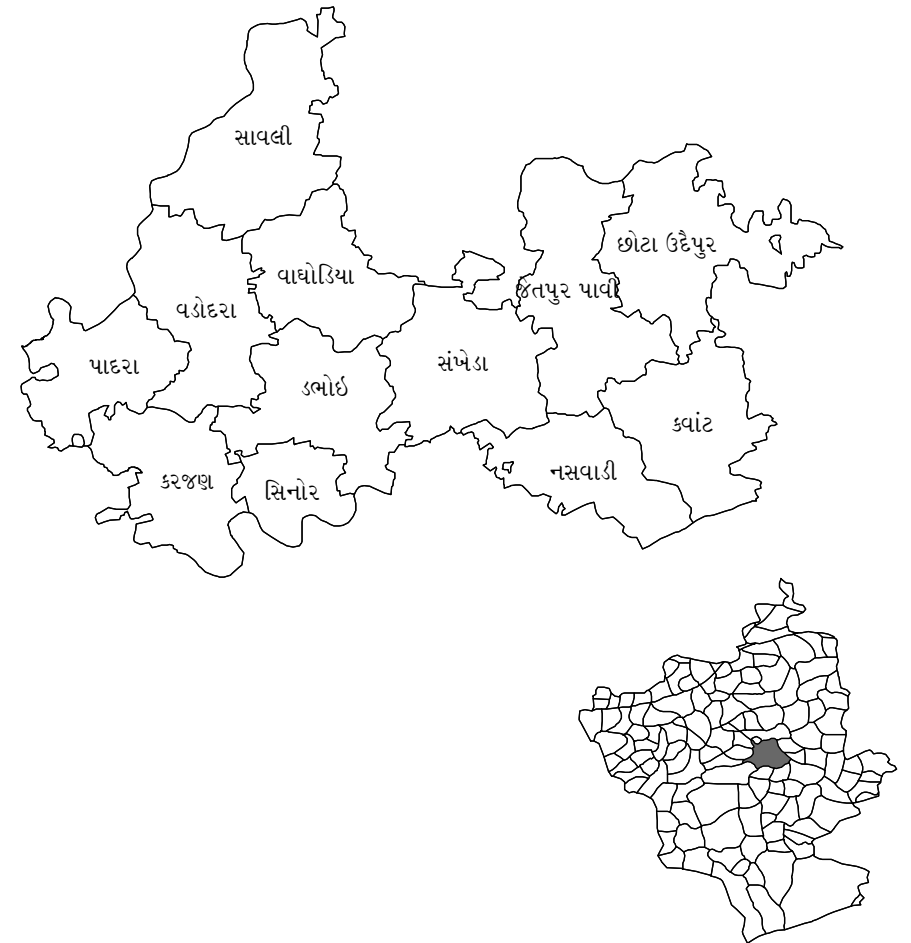 સાવલી
છોટા ઉદૈપુર
વાઘોડિયા
જેતપુર પાવી
વડોદરા
પાદરા
સંખેડા
ડભોઇ
કવાંટ
નસવાડી
કરજણ
સિનોર